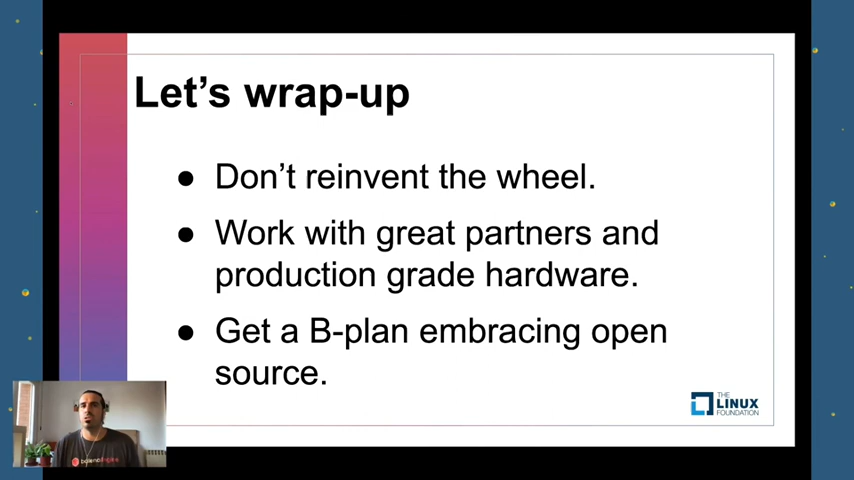 Let's wrap-up
● Don't reinvent the wheel.
● Work with great partners and
production grade hardware.
● Get a B-plan embracing open
source.
THE
LINUX
FOUNDATION